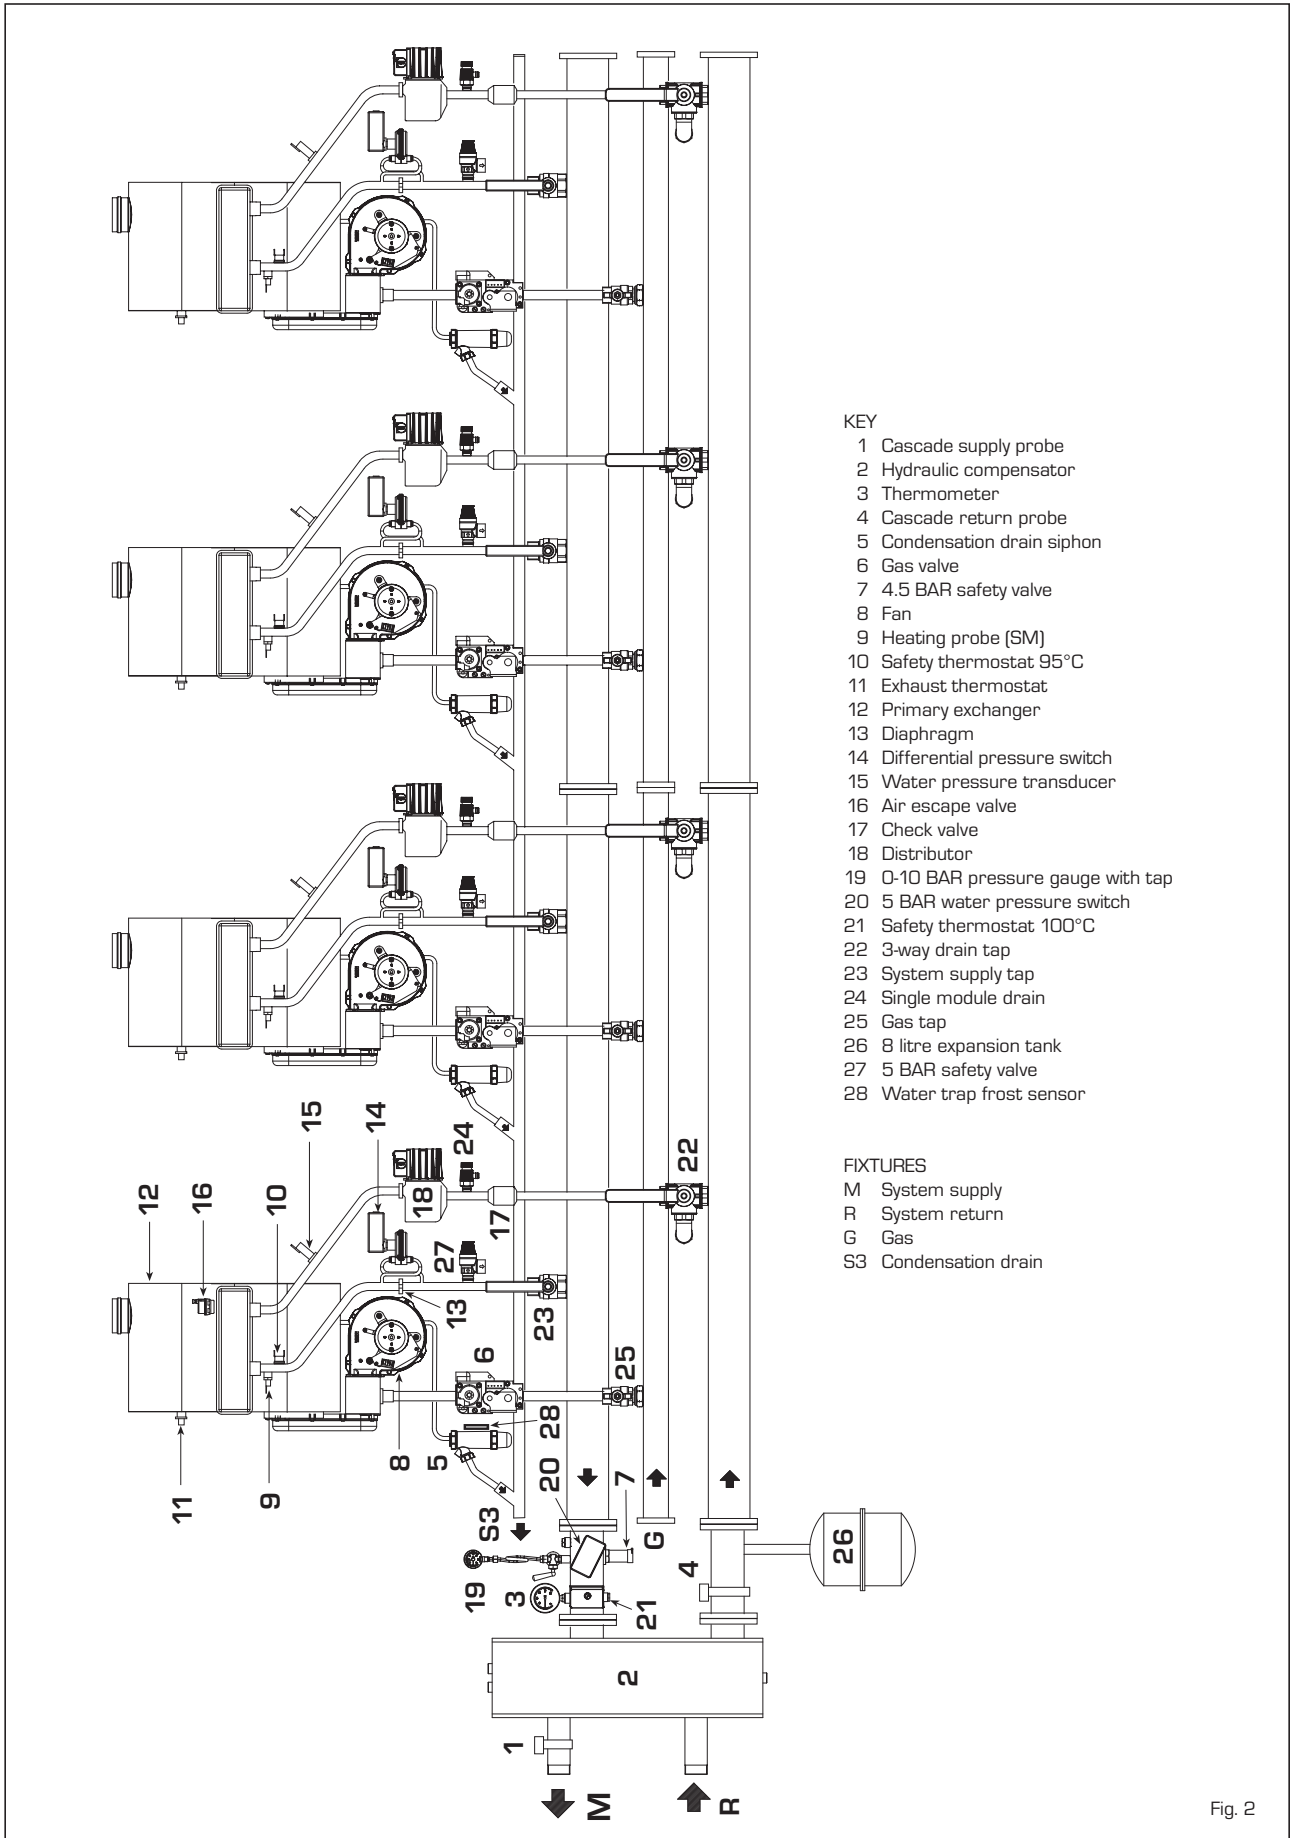 KEY
1 Cascade supply probe
2 Hydraulic compensator
3 Thermometer
4 Cascade return probe
5 Condensation drain siphon
6 Gas valve
7 4.5 BAR safety valve
8 Fan
9 Heating probe (SM)
10 Safety thermostat 95°C
11 Exhaust thermostat
12 Primary exchanger
13 Diaphragm
14 Differential pressure switch
15 Water pressure transducer
16 Air escape valve
17 Check valve
18 Distributor
19 0-10 BAR pressure gauge with tap
20 5 BAR water pressure switch
21 Safety thermostat 100°C
22 3-way drain tap
23 System supply tap
24 Single module drain
25 Gas tap
26 8 litre expansion tank
27 5 BAR safety valve
28 Water trap frost sensor
FIXTURES
M System supply
R System return
G Gas
S3 Condensation drain
12
16
10
15
14
24
18
17
22
27
13
23
6
25
11
9
8
5
28
20
7
S3
G
19
3
21
4
26
2
1
M
R
Fig. 2